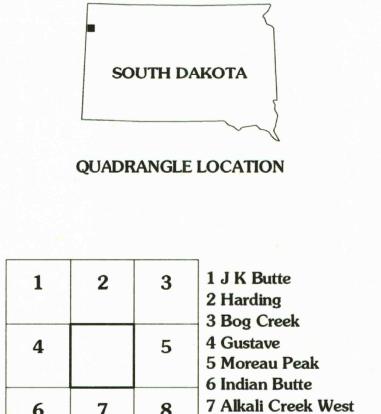 SOUTH DAKOTA
QUADRANGLE LOCATION
1 2 3
4 5
6 7 8
1 J K Butte
2 Harding
3 Bog Creek
4 Gustave
5 Moreau Peak
6 Indian Butte
7 Alkali Creek West